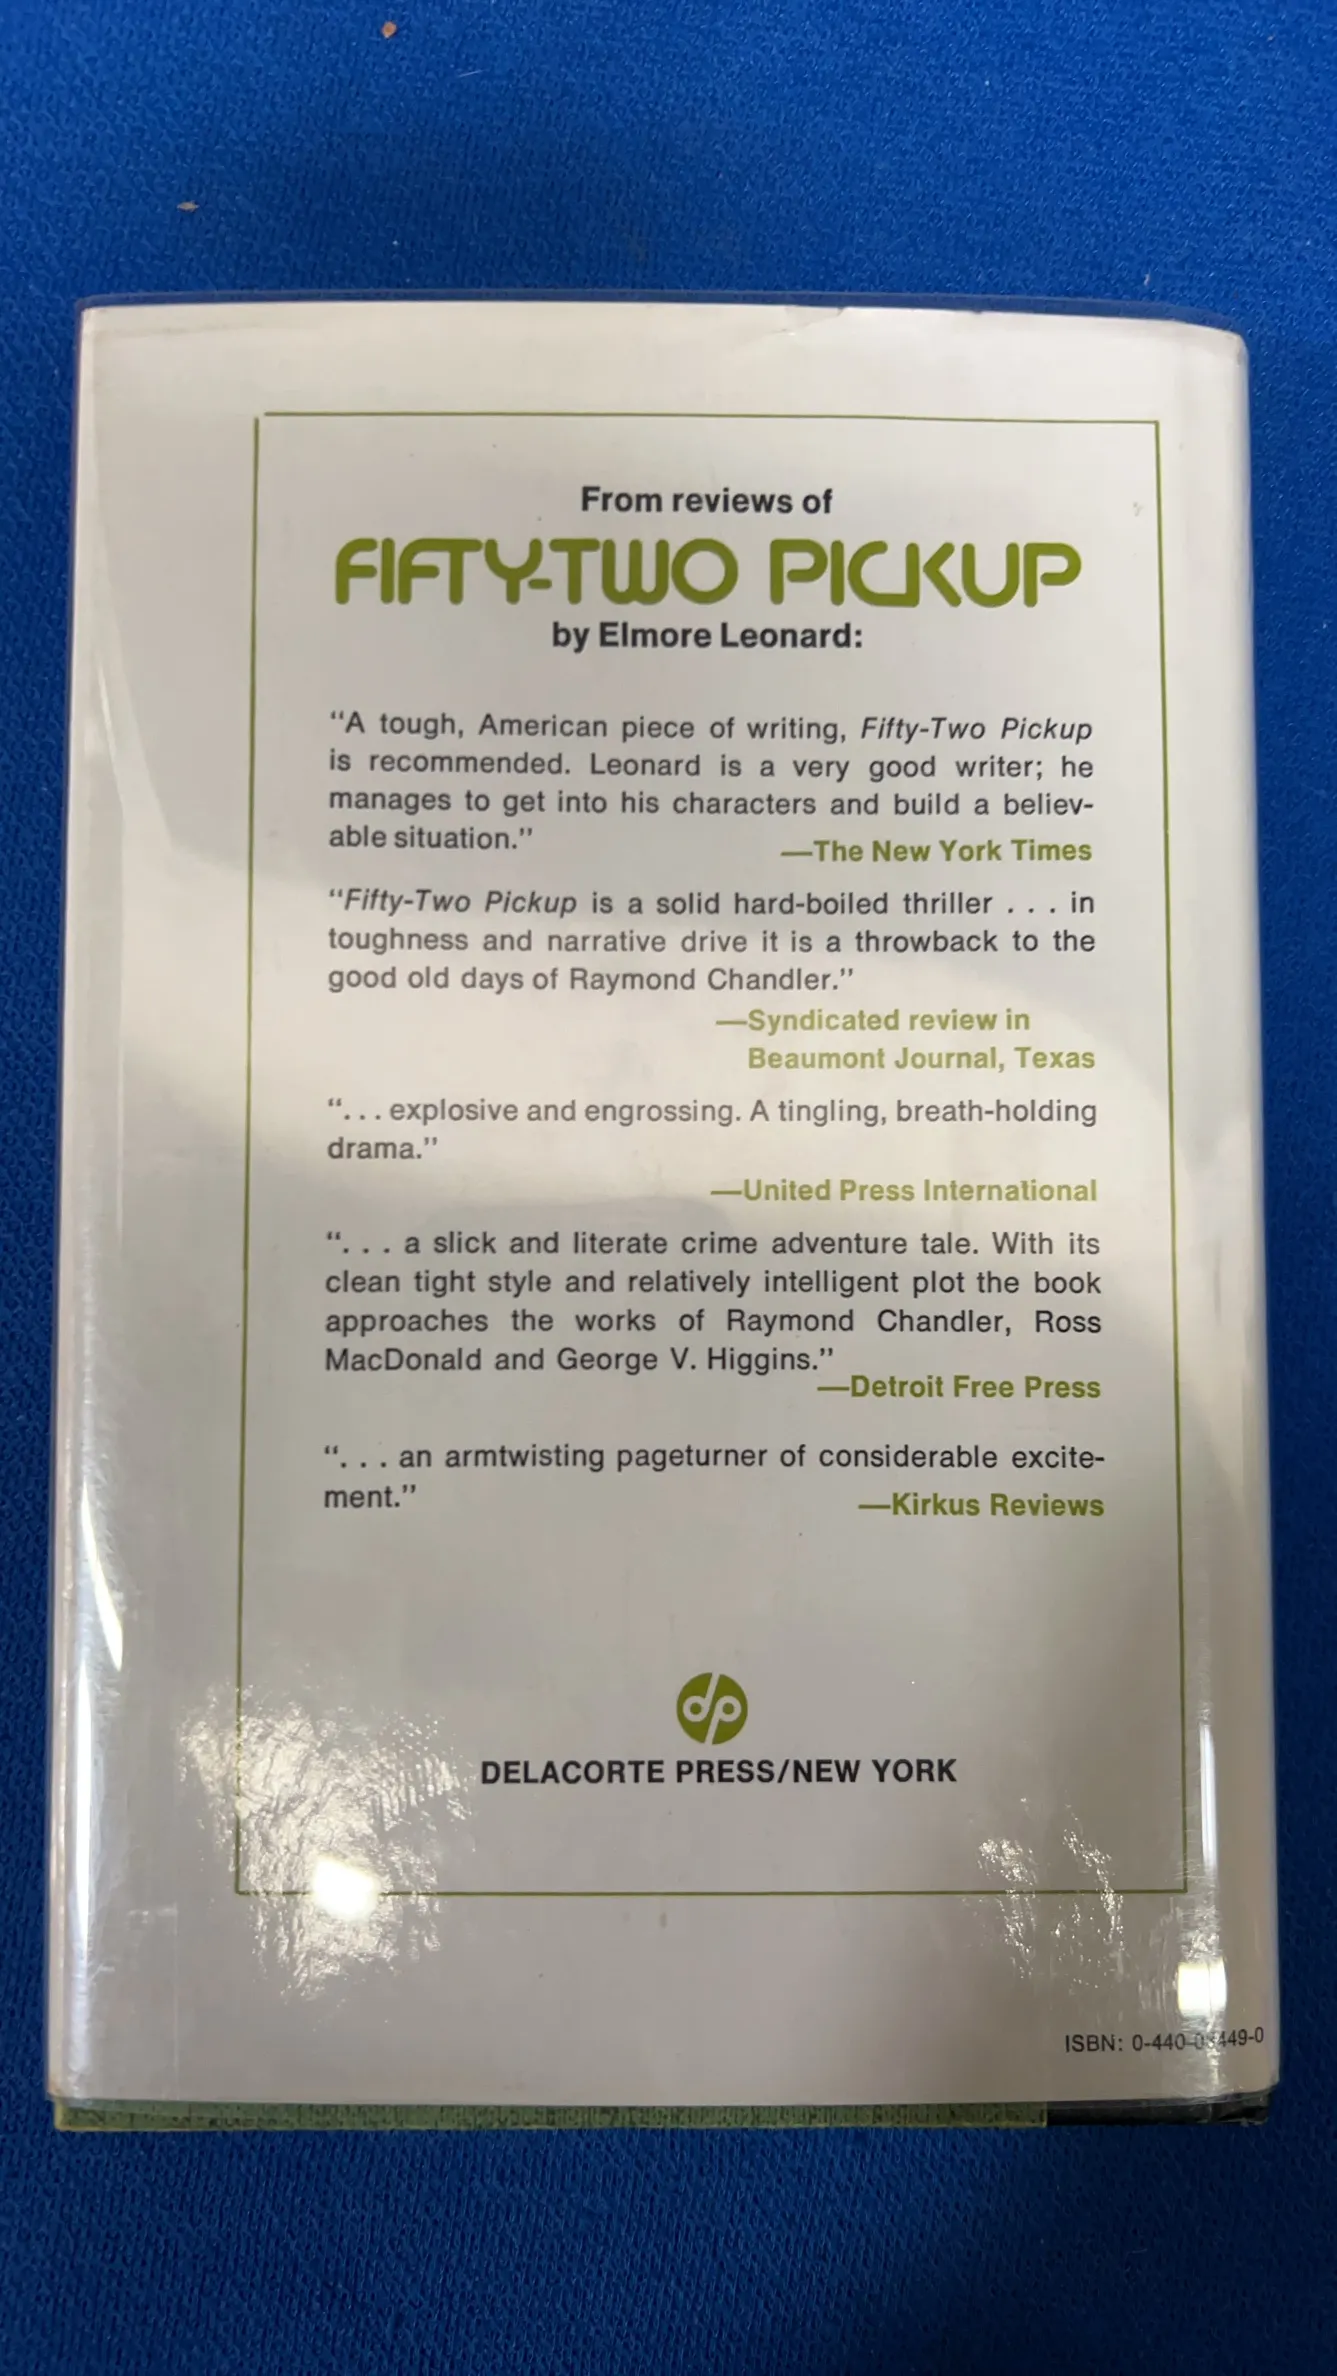 From reviews of
FIFTY-TWO PICKUP
by Elmore Leonard:
“A tough, American piece of writing, Fifty-Two Pickup
is recommended. Leonard is a very good writer; he
manages to get into his characters and build a believ-
able situation.”
—The New York Times
“Fifty-Two Pickup is a solid hard-boiled thriller . . . in
toughness and narrative drive it is a throwback to the
good old days of Raymond Chandler.”
—Syndicated review in
Beaumont Journal, Texas
“. . . explosive and engrossing. A tingling, breath-holding
drama.”
—United Press International
“. . . a slick and literate crime adventure tale. With its
clean tight style and relatively intelligent plot the book
approaches the works of Raymond Chandler, Ross
MacDonald and George V. Higgins.”
—Detroit Free Press
“. . . an armtwisting pageturner of considerable excite-
ment.”
—Kirkus Reviews
dp
DELACORTE PRESS/NEW YORK
ISBN: